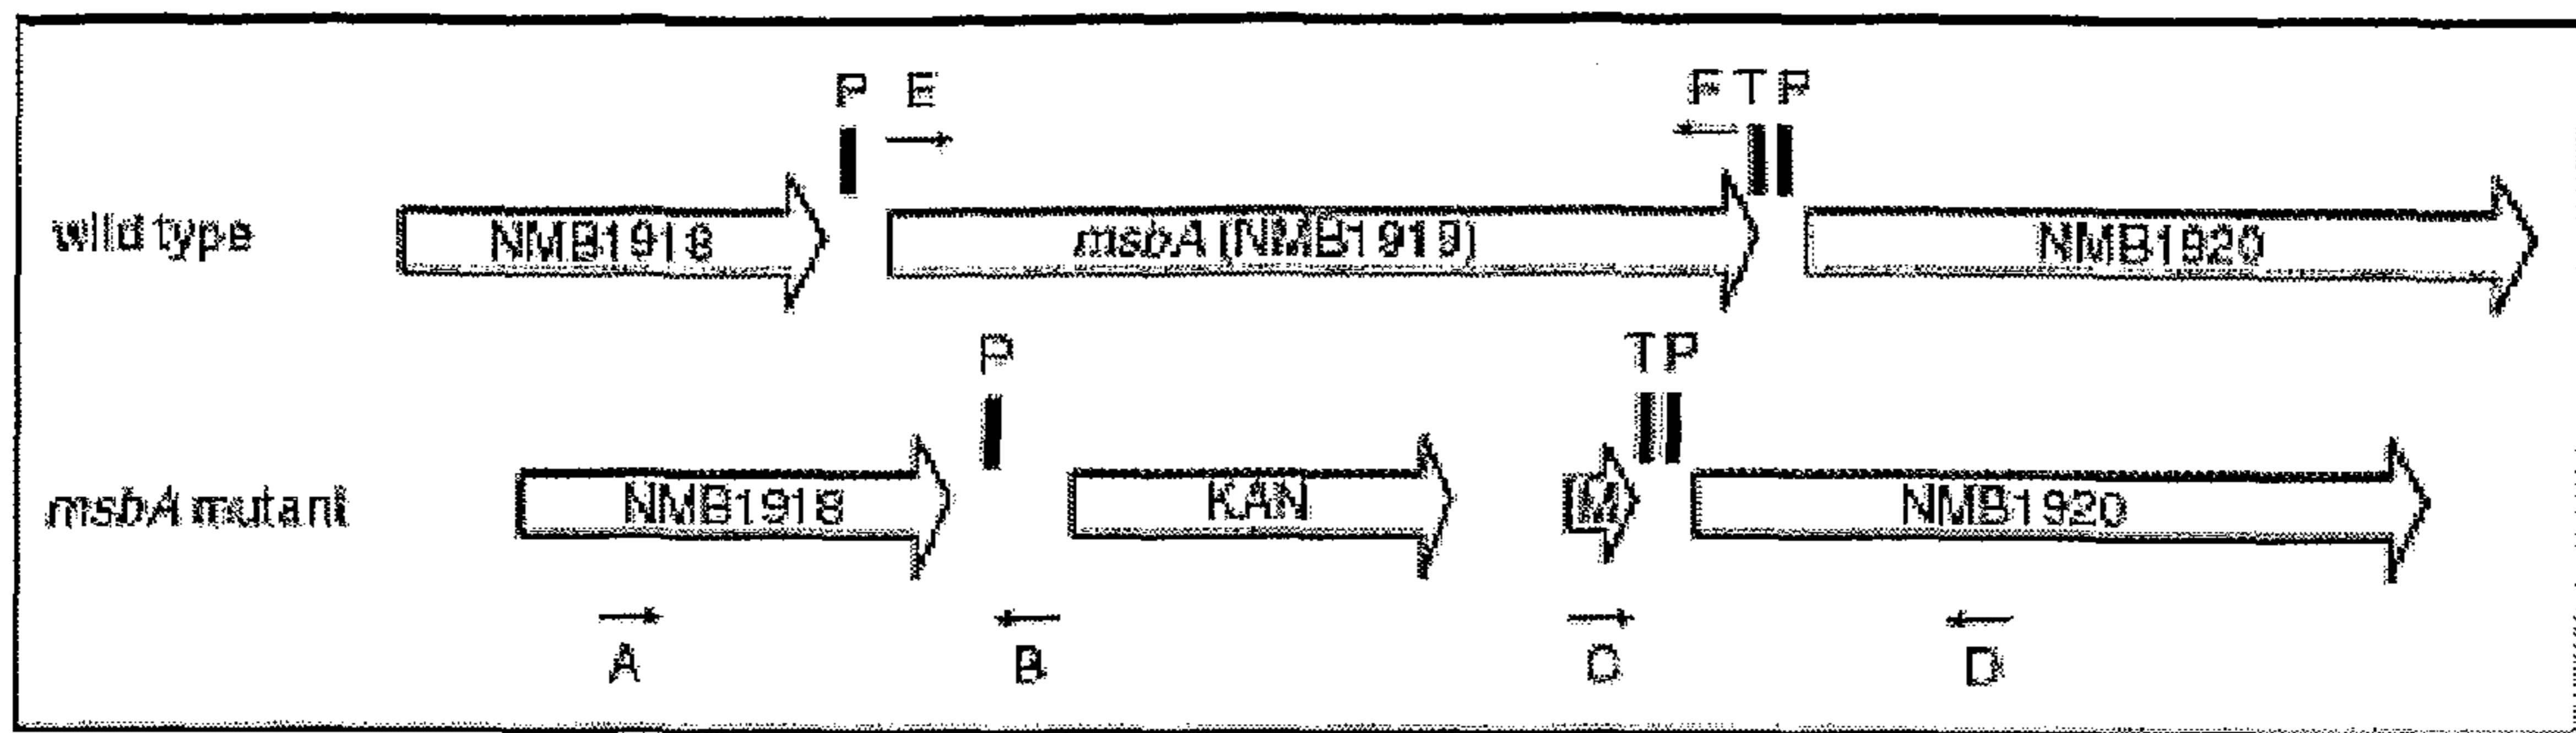 P E F T P
wild type NMB1918 msbA (NMB1919) NMB1920
P T P
msbA mutant NMB1918 KAN M NMB1920
A B C D